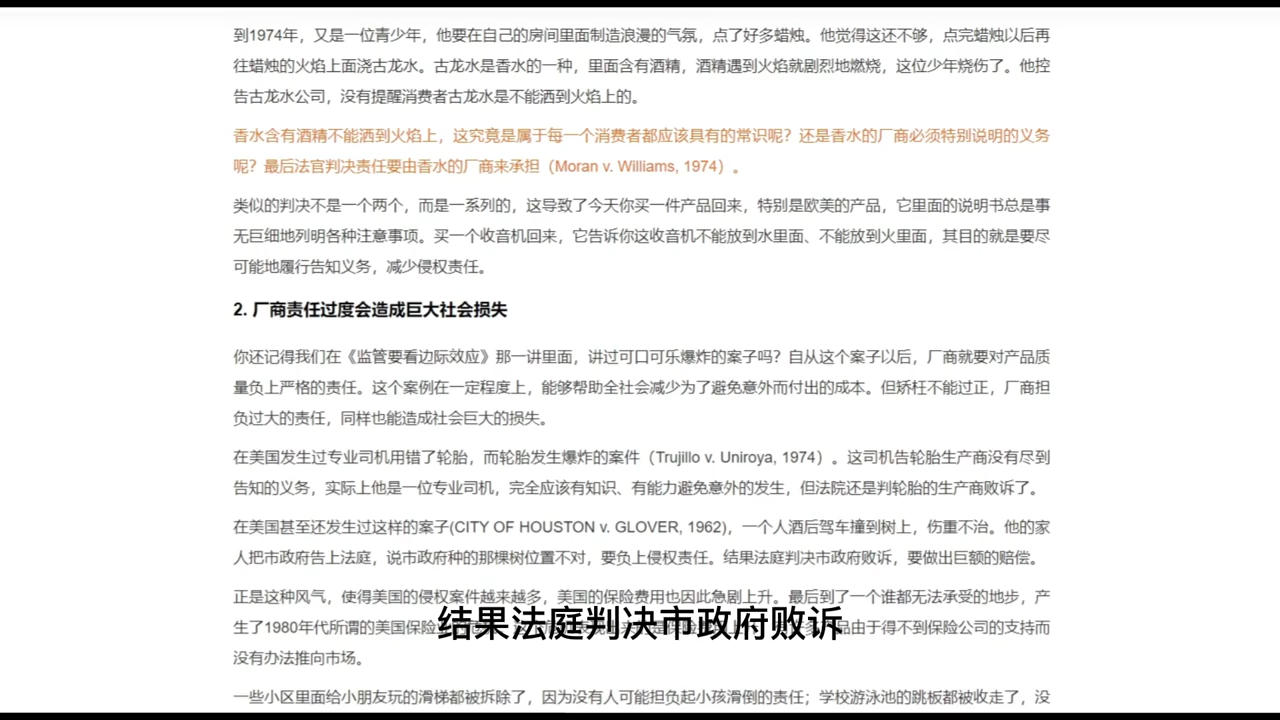 到1974年，又是一位青少年，他要在自己的房间里面制造浪漫的气氛，点了好多蜡烛。他觉得这还不够，点完蜡烛以后再
往蜡烛的火焰上面浇古龙水。古龙水是香水的一种，里面含有酒精，酒精遇到火焰就剧烈地燃烧，这位少年烧伤了。他控
告古龙水公司，没有提醒消费者古龙水是不能洒到火焰上的。
香水含有酒精不能洒到火焰上，这究竟是属于每一个消费者都应该具有的常识呢？还是香水的厂商必须特别说明的义务
呢？最后法官判决责任要由香水的厂商来承担（Moran v. Williams, 1974）。
类似的判决不是一个两个，而是一系列的，这导致了今天你买一件产品回来，特别是欧美的产品，它里面的说明书总是事
无巨细地列明各种注意事项。买一个收音机回来，它告诉你这收音机不能放到水里面、不能放到火里面，其目的就是要尽
可能地履行告知义务，减少侵权责任。
2. 厂商责任过度会造成巨大社会损失
你还记得我们在《监管要看边际效应》那一讲里面，讲过可口可乐爆炸的案子吗？自从这个案子以后，厂商就要对产品质
量负上严格的责任。这个案例在一定程度上，能够帮助全社会减少为了避免意外而付出的成本。但矫枉不能过正，厂商担
负过大的责任，同样也能造成社会巨大的损失。
在美国发生过专业司机用错了轮胎，而轮胎发生爆炸的案件（Trujillo v. Uniroya, 1974）。这司机告轮胎生产商没有尽到
告知的义务，实际上他是一位专业司机，完全应该有知识、有能力避免意外的发生，但法院还是判轮胎的生产商败诉了。
在美国甚至还发生过这样的案子(CITY OF HOUSTON v. GLOVER, 1962)，一个人酒后驾车撞到树上，伤重不治。他的家
人把市政府告上法庭，说市政府种的那棵树位置不对，要负上侵权责任。结果法庭判决市政府败诉，要做出巨额的赔偿。
正是这种风气，使得美国的侵权案件越来越多，美国的保险费用也因此急剧上升。最后到了一个谁都无法承受的地步，产
生了1980年代所谓的美国保险业 品由于得不到保险公司的支持而
结果法庭判决市政府败诉
没有办法推向市场。
一些小区里面给小朋友玩的滑梯都被拆除了，因为没有人可能担负起小孩滑倒的责任；学校游泳池的跳板都被收走了，没